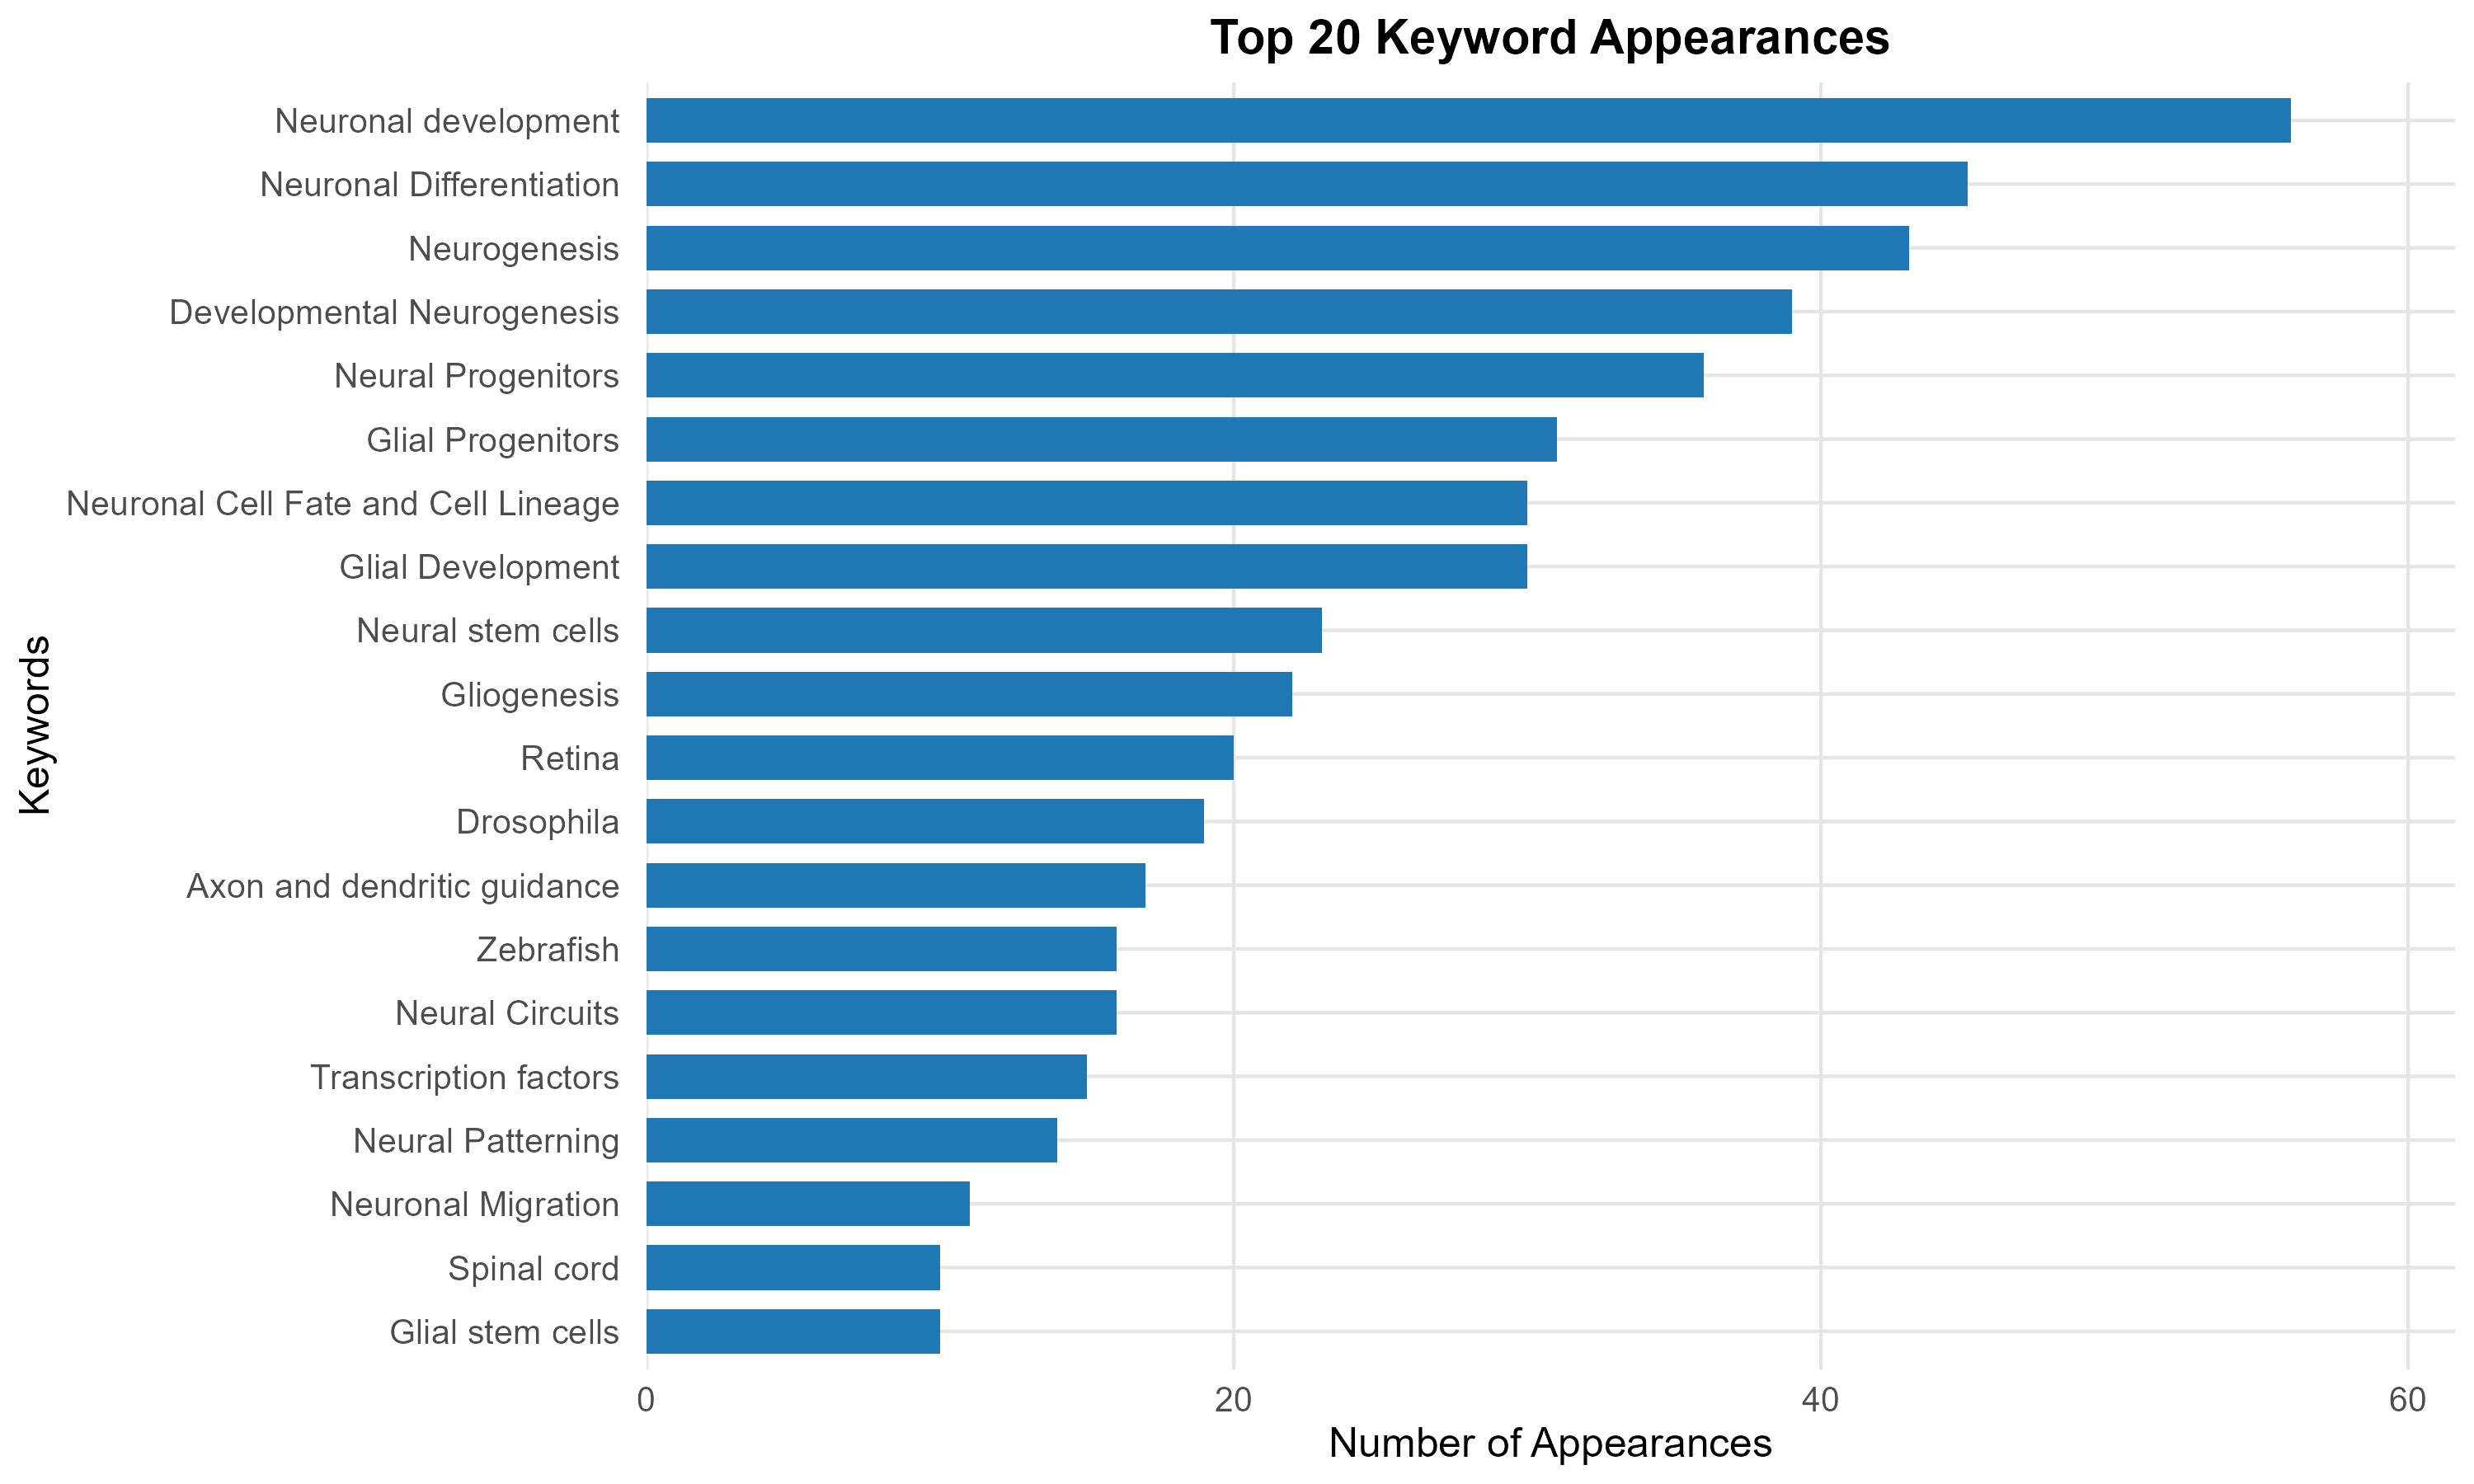 Top 20 Keyword Appearances
Neuronal development
Neuronal Differentiation
Neurogenesis
Developmental Neurogenesis
Neural Progenitors
Glial Progenitors
Neuronal Cell Fate and Cell Lineage
Glial Development
Neural stem cells
Gliogenesis
Retina
Drosophila
Axon and dendritic guidance
Zebrafish
Neural Circuits
Transcription factors
Neural Patterning
Neuronal Migration
Spinal cord
Glial stem cells
Keywords
0 20 40 60
Number of Appearances